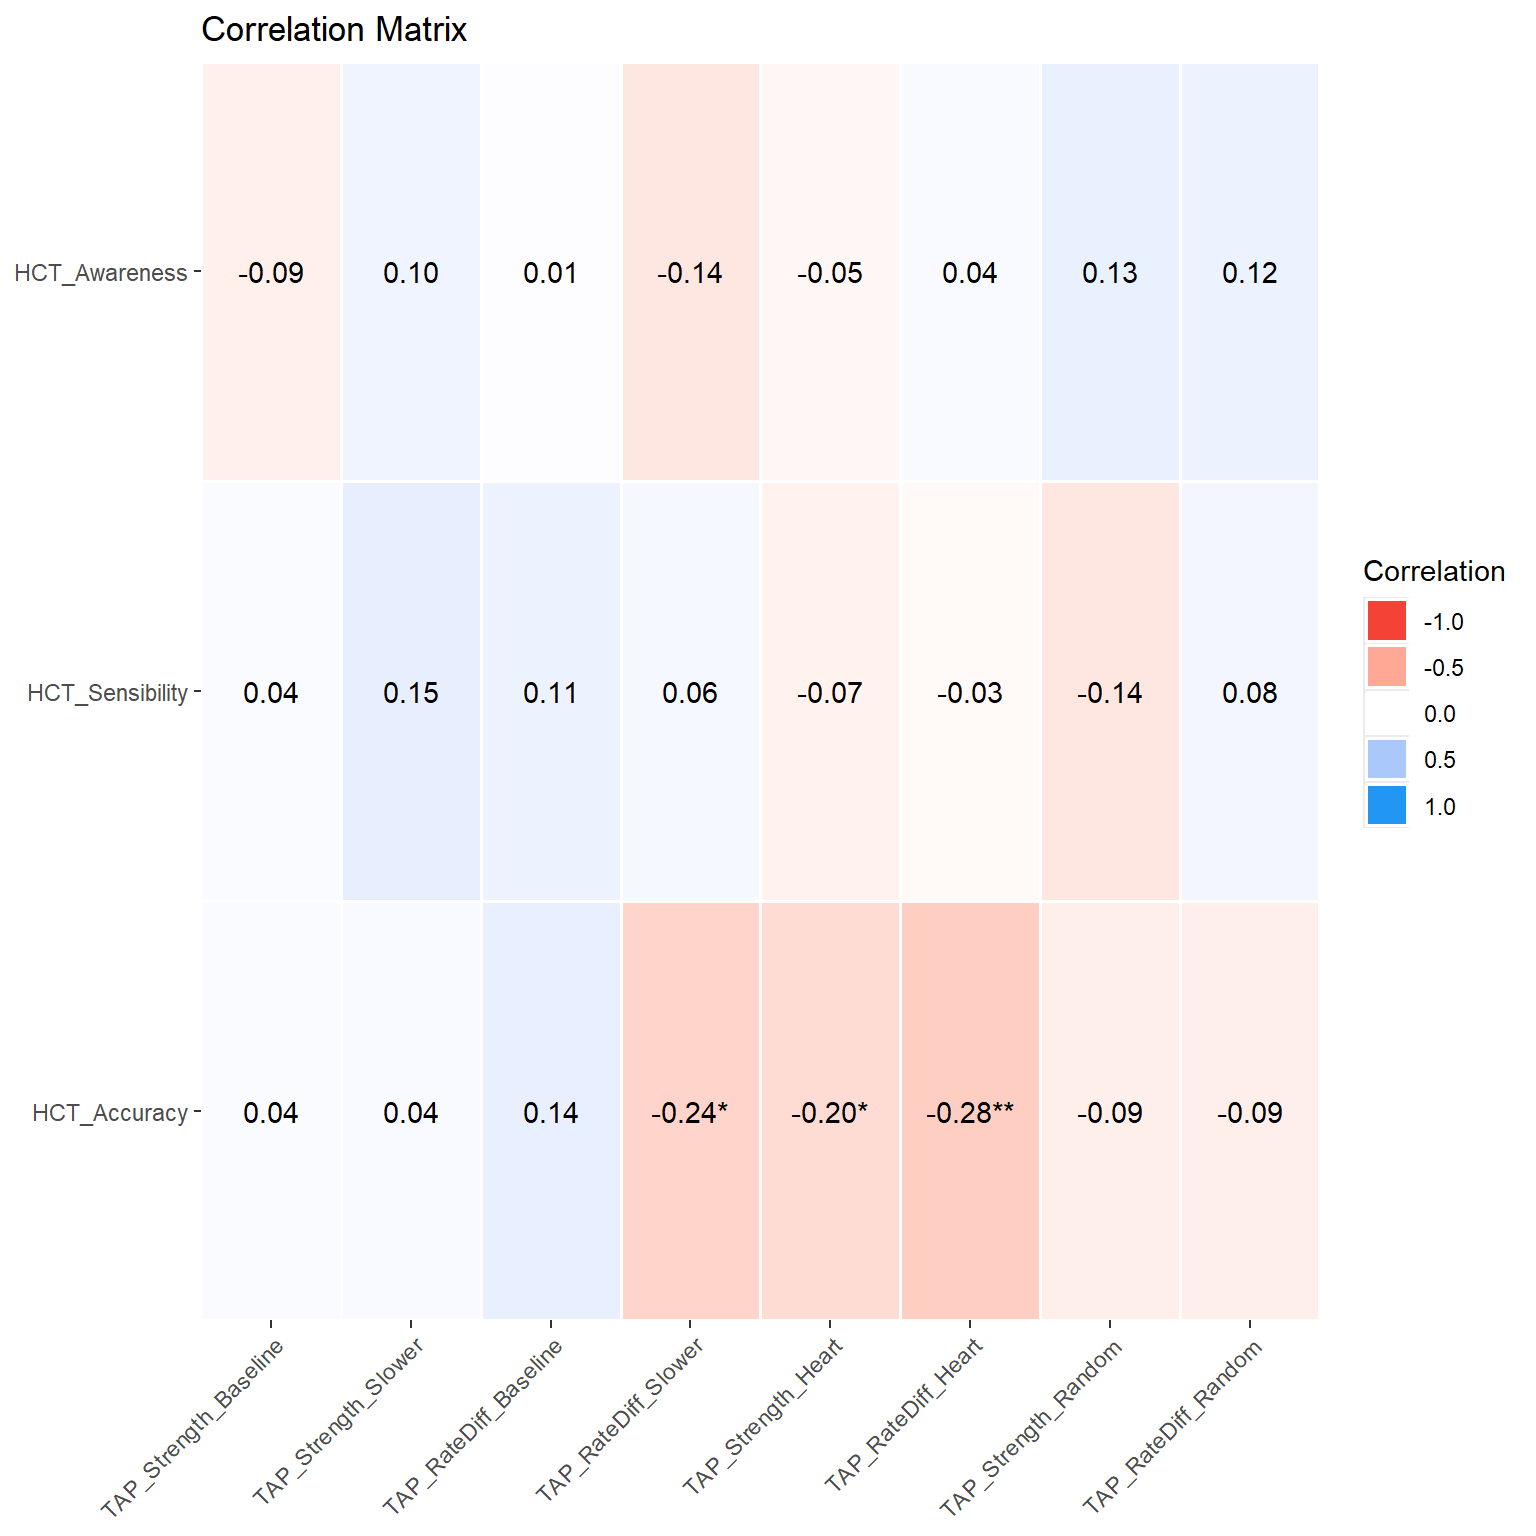 Correlation Matrix
HCT_Awareness
-0.09
0.10
0.01
-0.14
-0.05
0.04
0.13
0.12
HCT_Sensibility
0.04
0.15
0.11
0.06
-0.07
-0.03
-0.14
0.08
HCT_Accuracy
0.04
0.04
0.14
-0.24*
-0.20*
-0.28**
-0.09
-0.09
TAP_Strength_Baseline
TAP_Strength_Slower
TAP_RateDiff_Baseline
TAP_RateDiff_Slower
TAP_Strength_Heart
TAP_RateDiff_Heart
TAP_Strength_Random
TAP_RateDiff_Random
Correlation
-1.0
-0.5
0.0
0.5
1.0